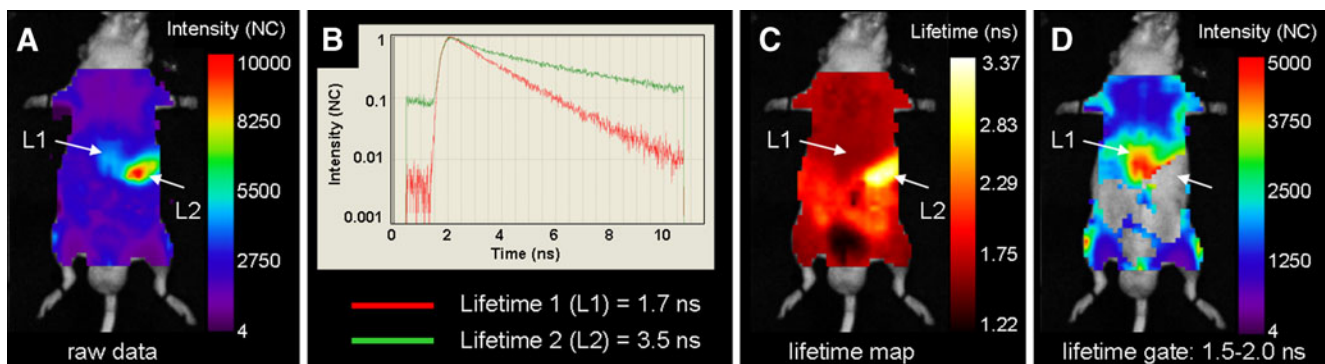 A
Intensity (NC)
10000
8250
5500
2750
4
L1
L2
raw data
B
Intensity (NC)
1
0.1
0.01
0.001
0
2
4
6
8
10
Time (ns)
Lifetime 1 (L1) = 1.7 ns
Lifetime 2 (L2) = 3.5 ns
C
Lifetime (ns)
3.37
2.83
2.29
1.75
1.22
L1
L2
lifetime map
D
Intensity (NC)
5000
3750
2500
1250
4
L1
lifetime gate: 1.5-2.0 ns